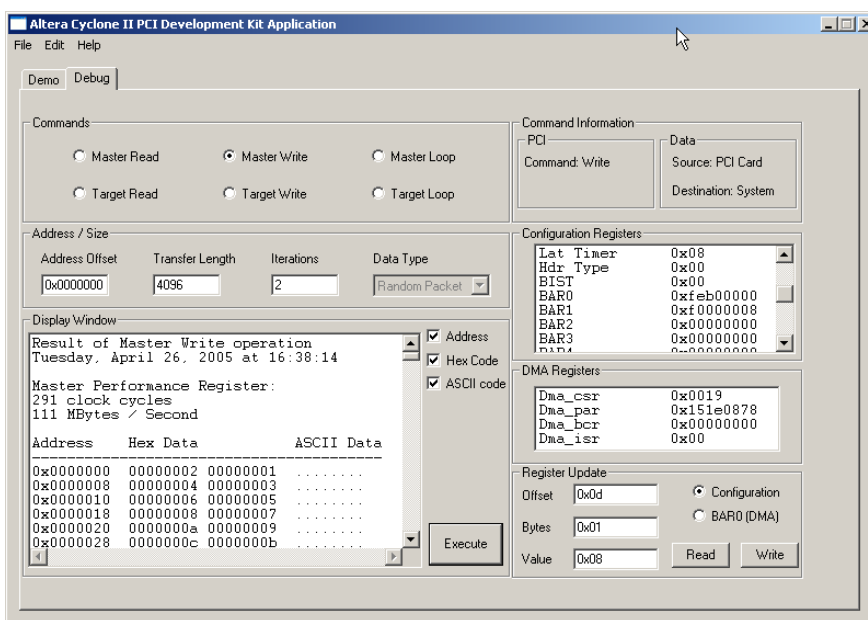 Altera Cyclone II PCI Development Kit Application
File Edit Help
Demo Debug
Commands
Master Read Master Write Master Loop
Target Read Target Write Target Loop
Command Information
PCI
Command: Write
Data
Source: PCI Card
Destination: System
Address / Size
Address Offset Transfer Length Iterations Data Type
0x0000000 4096 2 Random Packet
Configuration Registers
Lat Timer 0x08
Hdr Type 0x00
BIST 0x00
BAR0 0xfeb00000
BAR1 0xf0000008
BAR2 0x00000000
BAR3 0x00000000
BAR4 0x00000000
Display Window
Result of Master Write operation
Tuesday, April 26, 2005 at 16:38:14
Master Performance Register:
291 clock cycles
111 MBytes / Second
Address Hex Data ASCII Data
--------------------------------------------
0x0000000 00000002 00000001 ........
0x0000008 00000004 00000003 ........
0x0000010 00000006 00000005 ........
0x0000018 00000008 00000007 ........
0x0000020 0000000a 00000009 ........
0x0000028 0000000c 0000000b ........
Address
Hex Code
ASCII code
Execute
DMA Registers
Dma_csr 0x0019
Dma_par 0x151e0878
Dma_bcr 0x00000000
Dma_isr 0x00
Register Update
Offset 0x0d Configuration
Bytes 0x01 BAR0 (DMA)
Value 0x08 Read Write